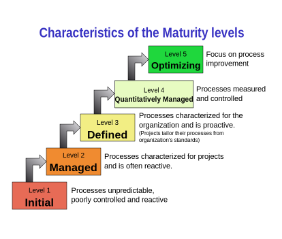 Characteristics of the Maturity levels
Level 5
Optimizing
Focus on process
improvement
Level 4
Quantitatively Managed
Processes measured
and controlled
Level 3
Defined
Processes characterized for the
organization and is proactive.
(Projects tailor their processes from
organization's standards)
Level 2
Managed
Processes characterized for projects
and is often reactive.
Level 1
Initial
Processes unpredictable,
poorly controlled and reactive